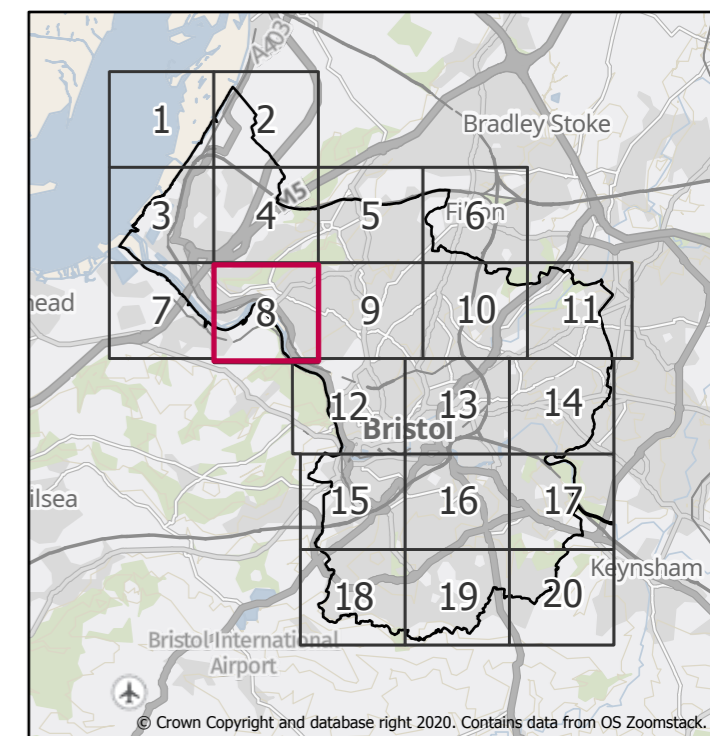 A403
1
2
Bradley Stoke
M5
3
4
5
Filton
6
ead
7
8
9
10
11
12
13
14
Bristol
ilsea
15
16
17
Keynsham
18
19
20
Bristol International
Airport
© Crown Copyright and database right 2020. Contains data from OS Zoomstack.